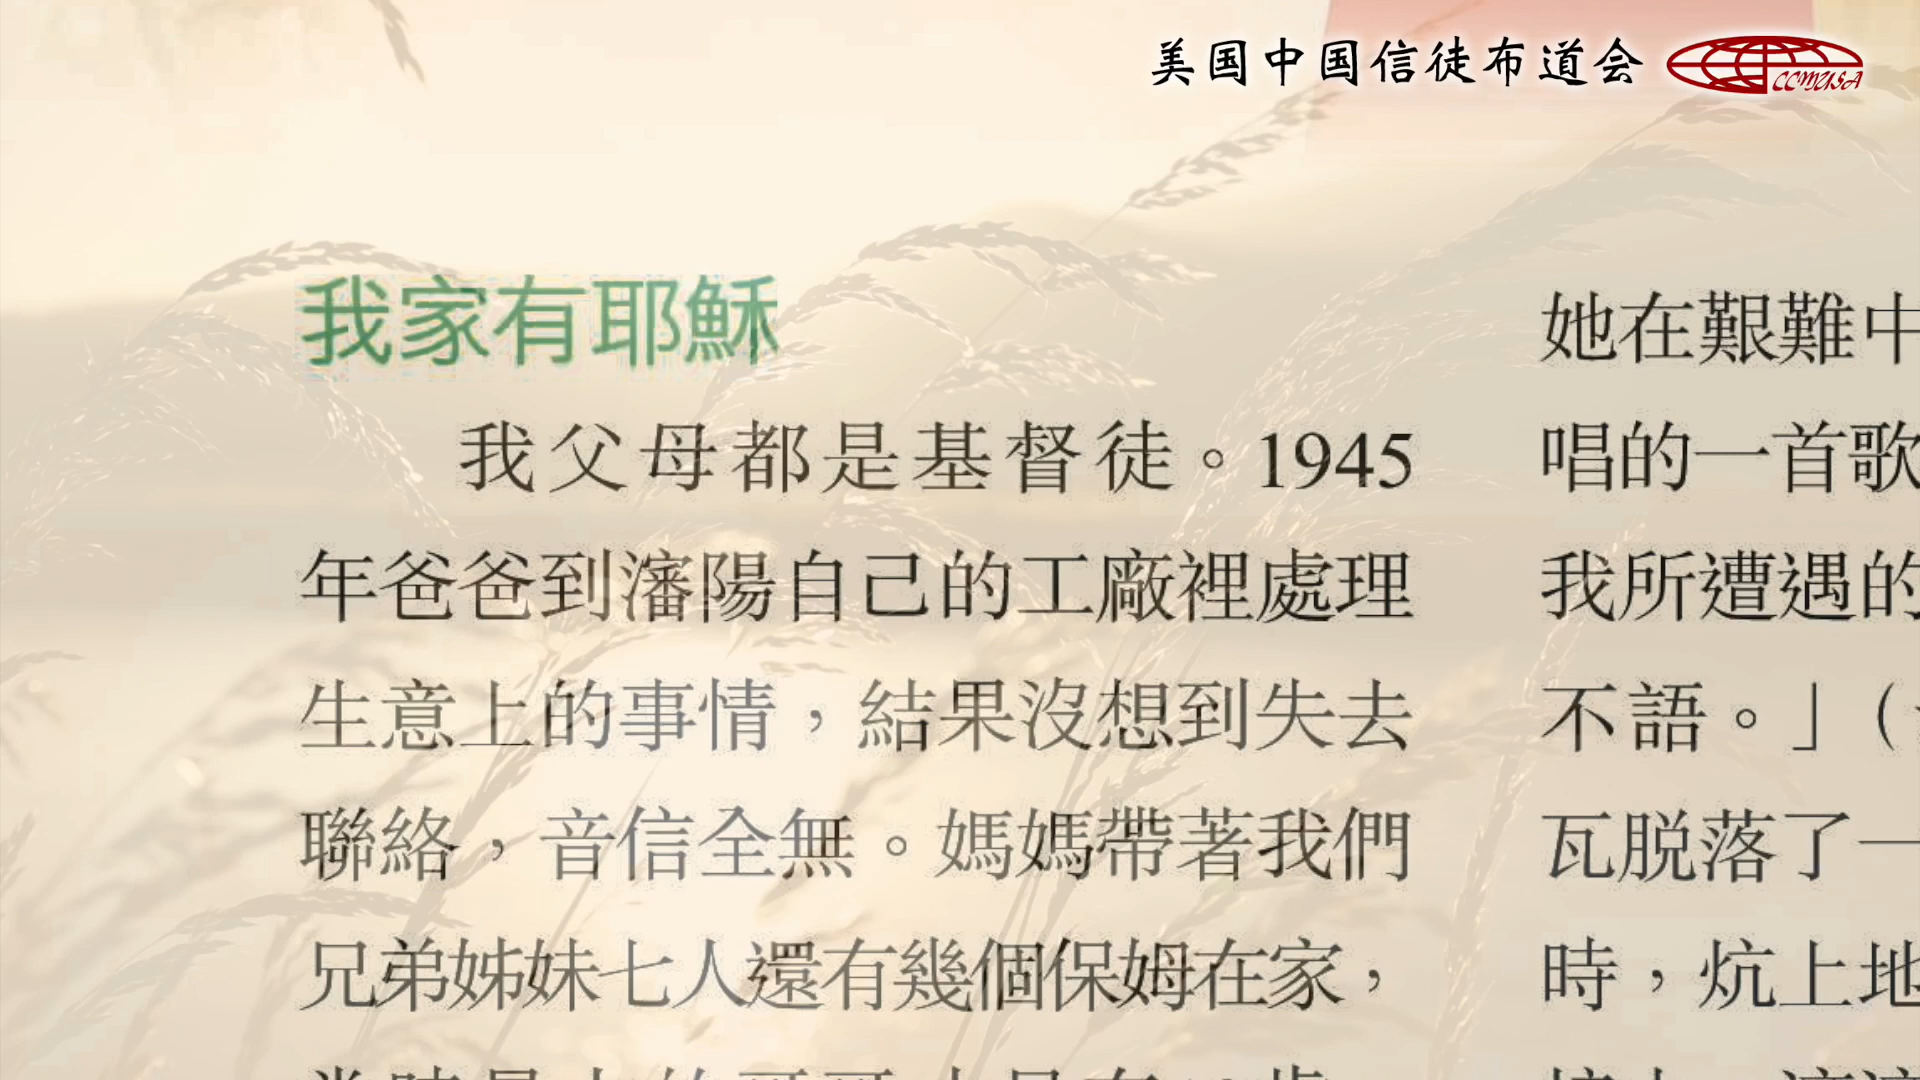 美国中国信徒布道会
CCMUSA
我家有耶穌
我父母都是基督徒。1945
年爸爸到瀋陽自己的工廠裡處理
生意上的事情，結果沒想到失去
聯絡，音信全無。媽媽帶著我們
兄弟姊妹七人還有幾個保姆在家，
她在艱難中
唱的一首歌
我所遭遇的
不語。」（
瓦脱落了一
時，炕上地